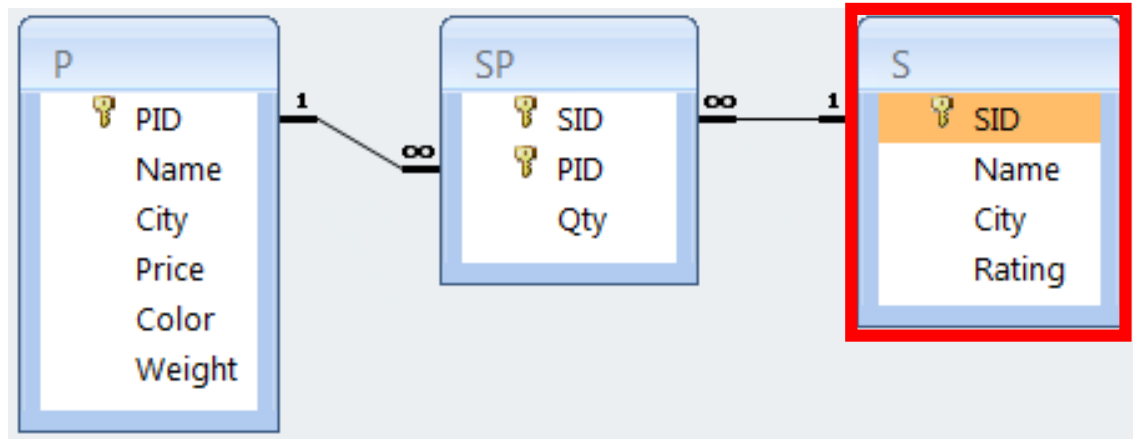 P
PID
Name
City
Price
Color
Weight
1
∞
SP
SID
PID
Qty
∞
1
S
SID
Name
City
Rating